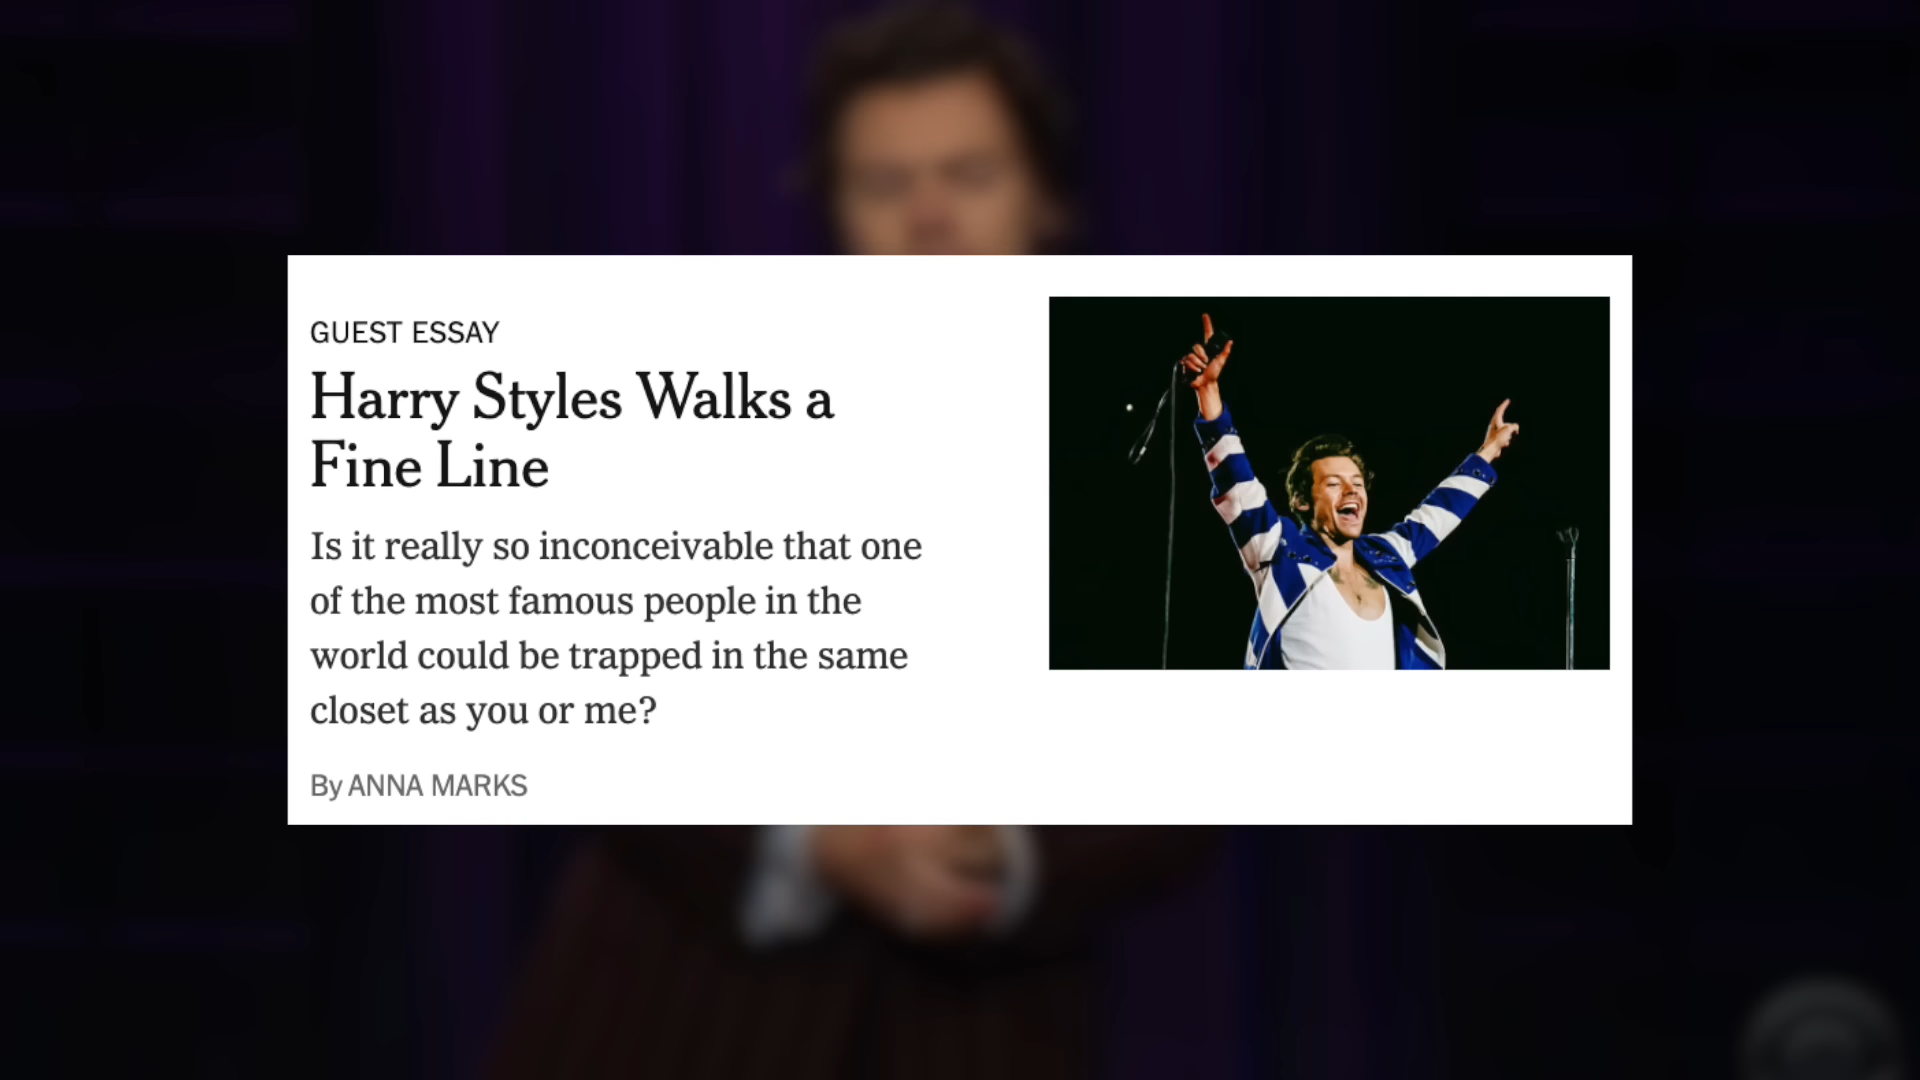 GUEST ESSAY
Harry Styles Walks a
Fine Line
Is it really so inconceivable that one
of the most famous people in the
world could be trapped in the same
closet as you or me?
By ANNA MARKS